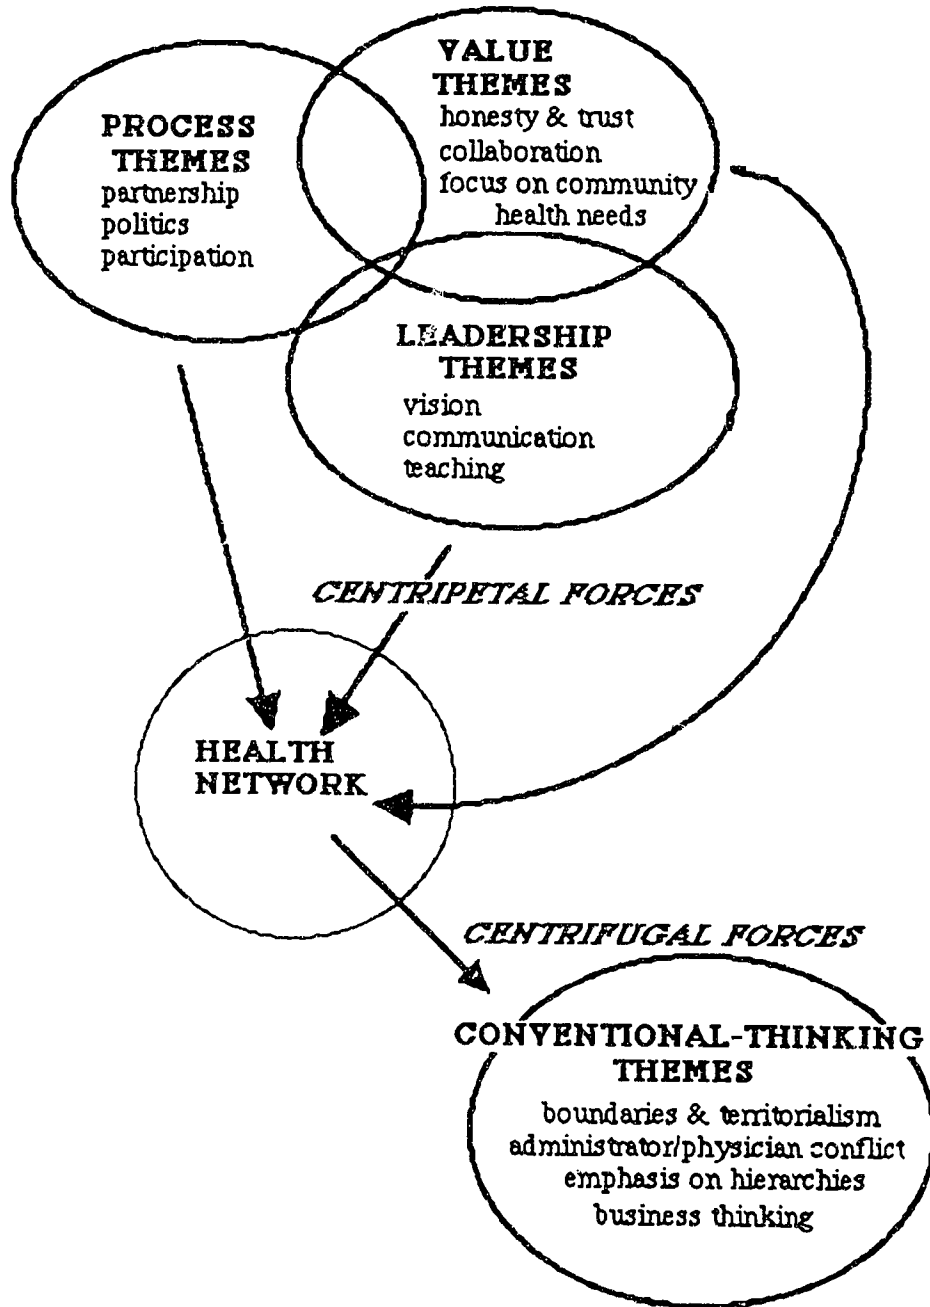 VALUE
THEMES
honesty & trust
collaboration
focus on community
health needs
PROCESS
THEMES
partnership
politics
participation
LEADERSHIP
THEMES
vision
communication
teaching
CENTRIPETAL FORCES
HEALTH
NETWORK
CENTRIFUGAL FORCES
CONVENTIONAL-THINKING
THEMES
boundaries & territorialism
administrator/physician conflict
emphasis on hierarchies
business thinking